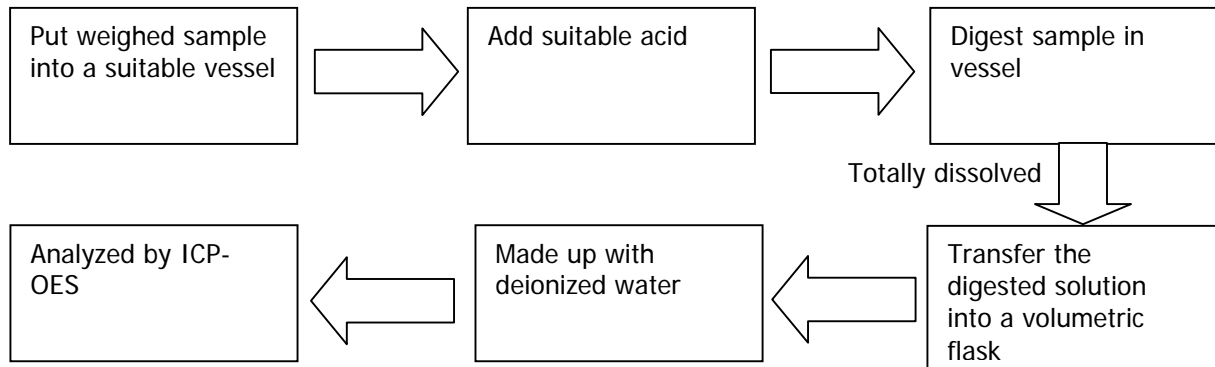 Put weighed sample
into a suitable vessel
Add suitable acid
Digest sample in
vessel
Totally dissolved
Transfer the
digested solution
into a volumetric
flask
Made up with
deionized water
Analyzed by ICP-
OES